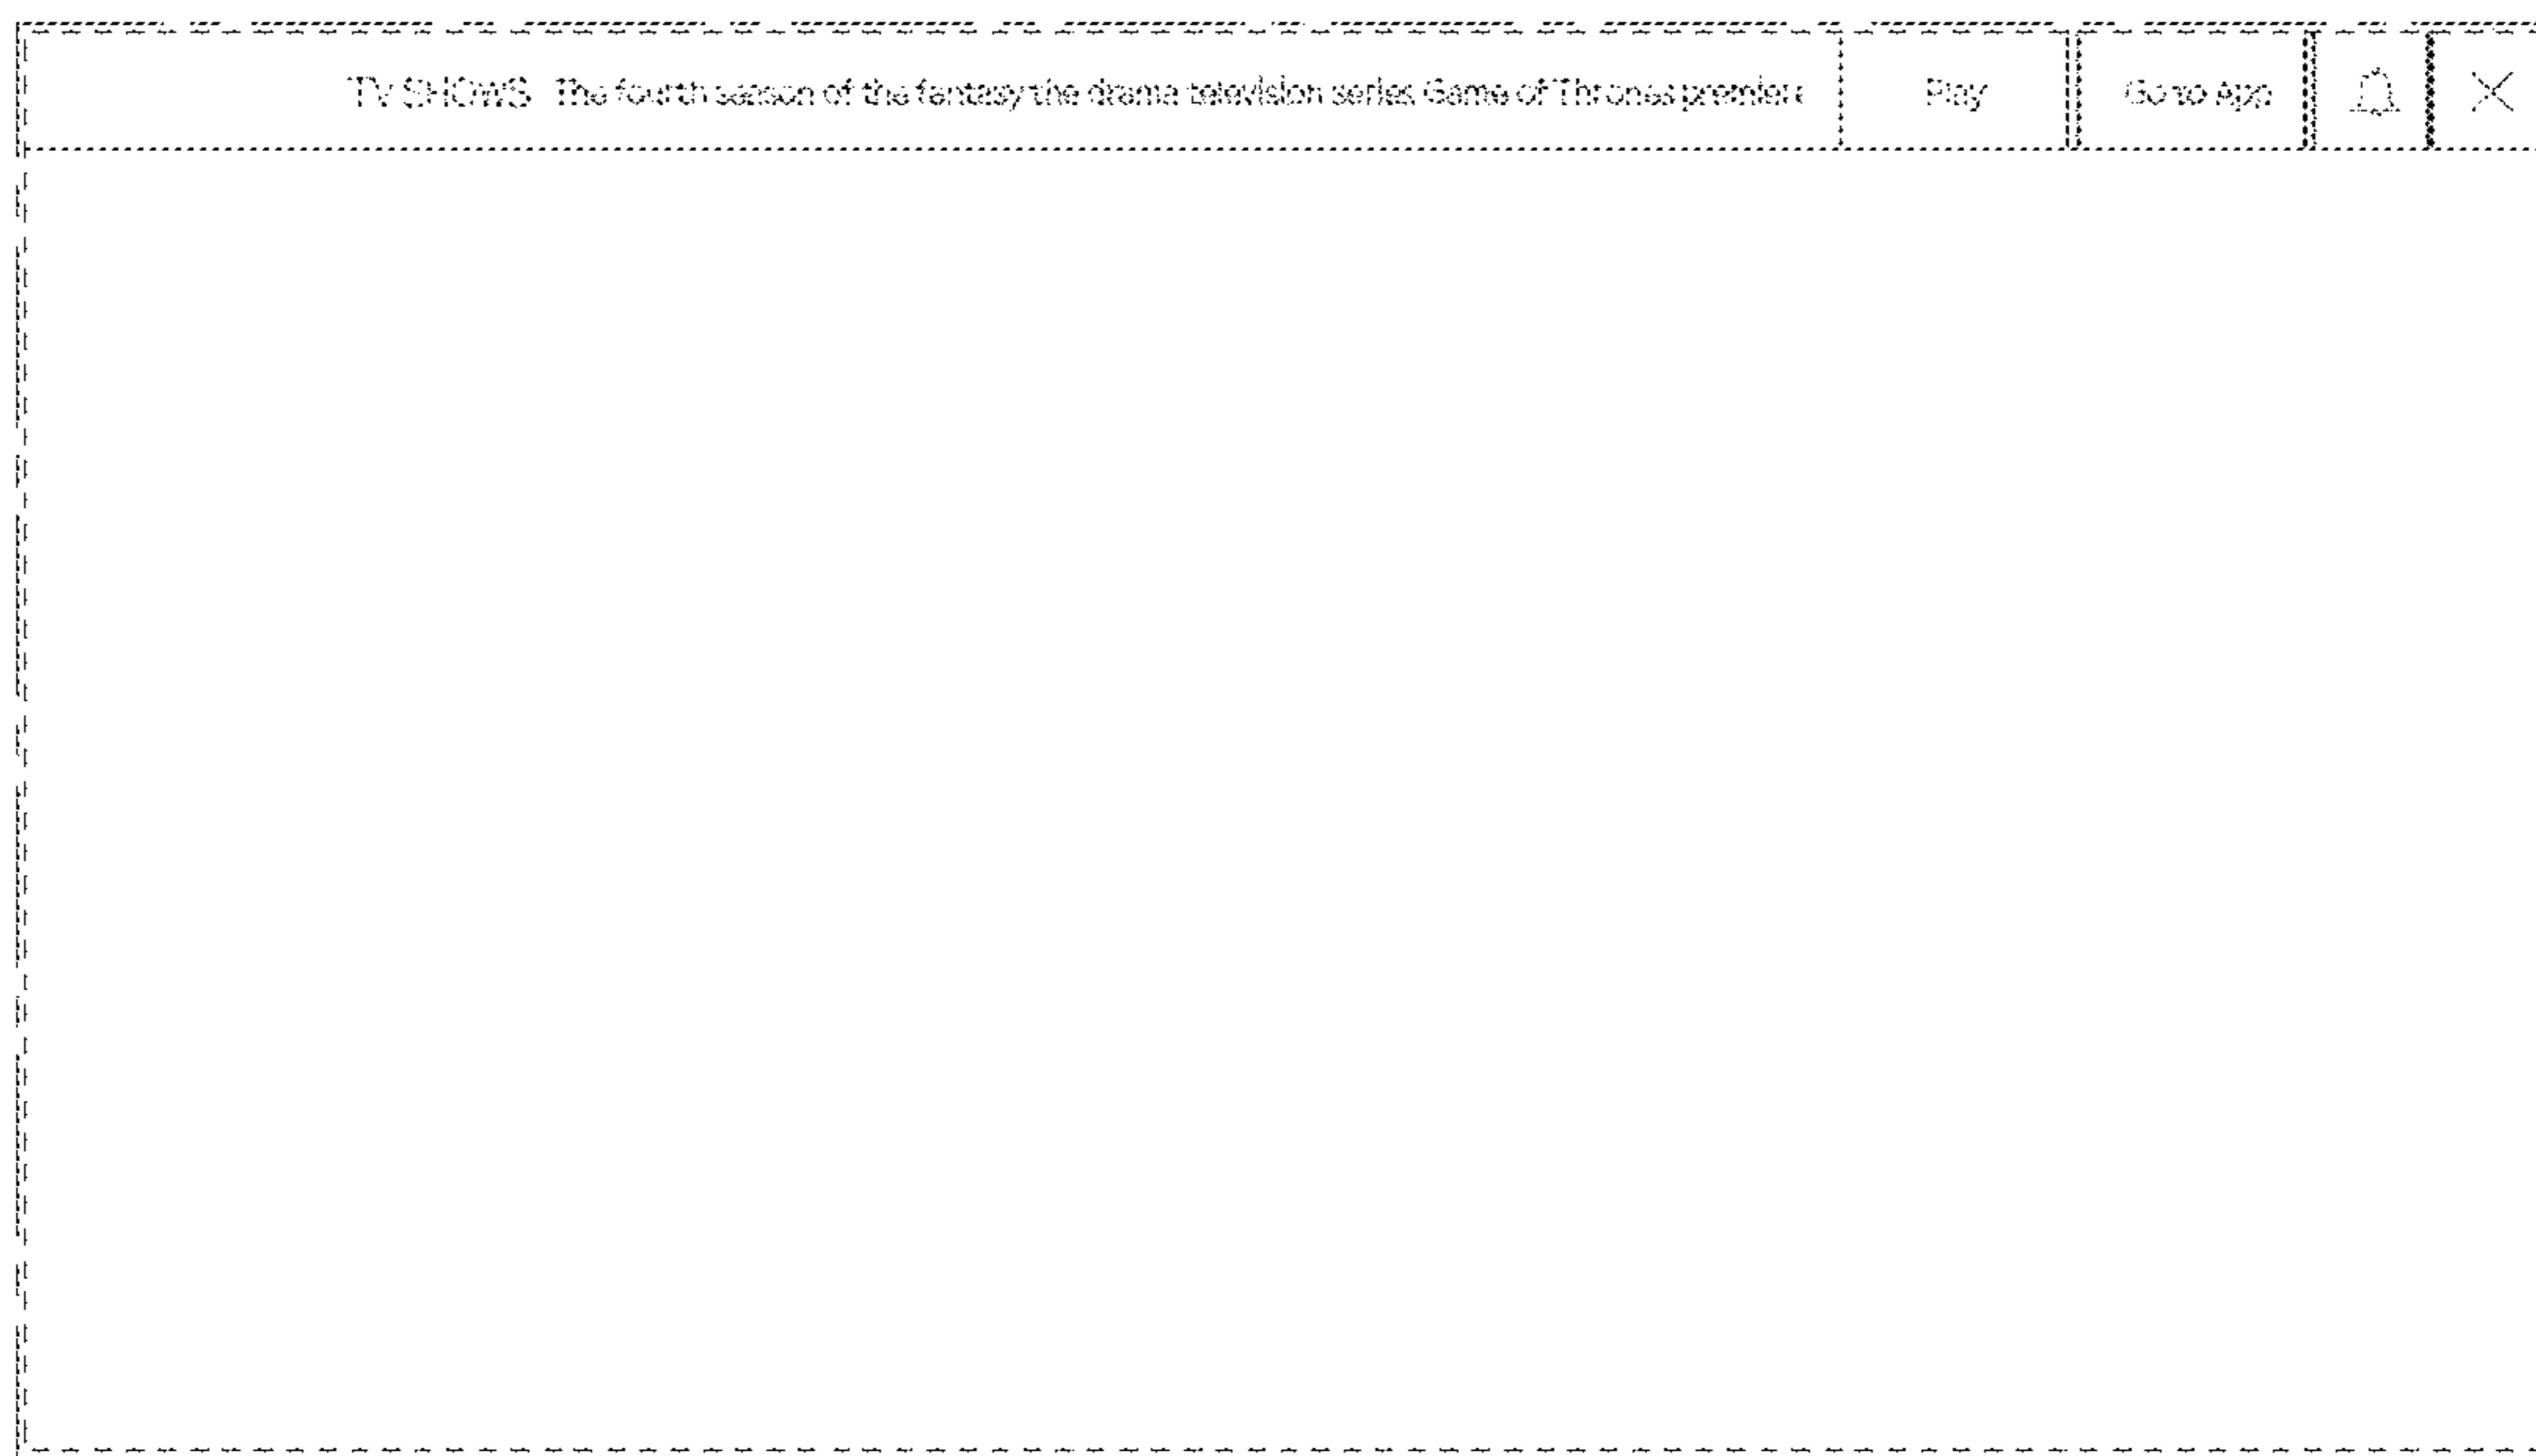 TV SHOWS The fourth season of the fantasy the drama television series Game of Thrones premiere Play Go to App